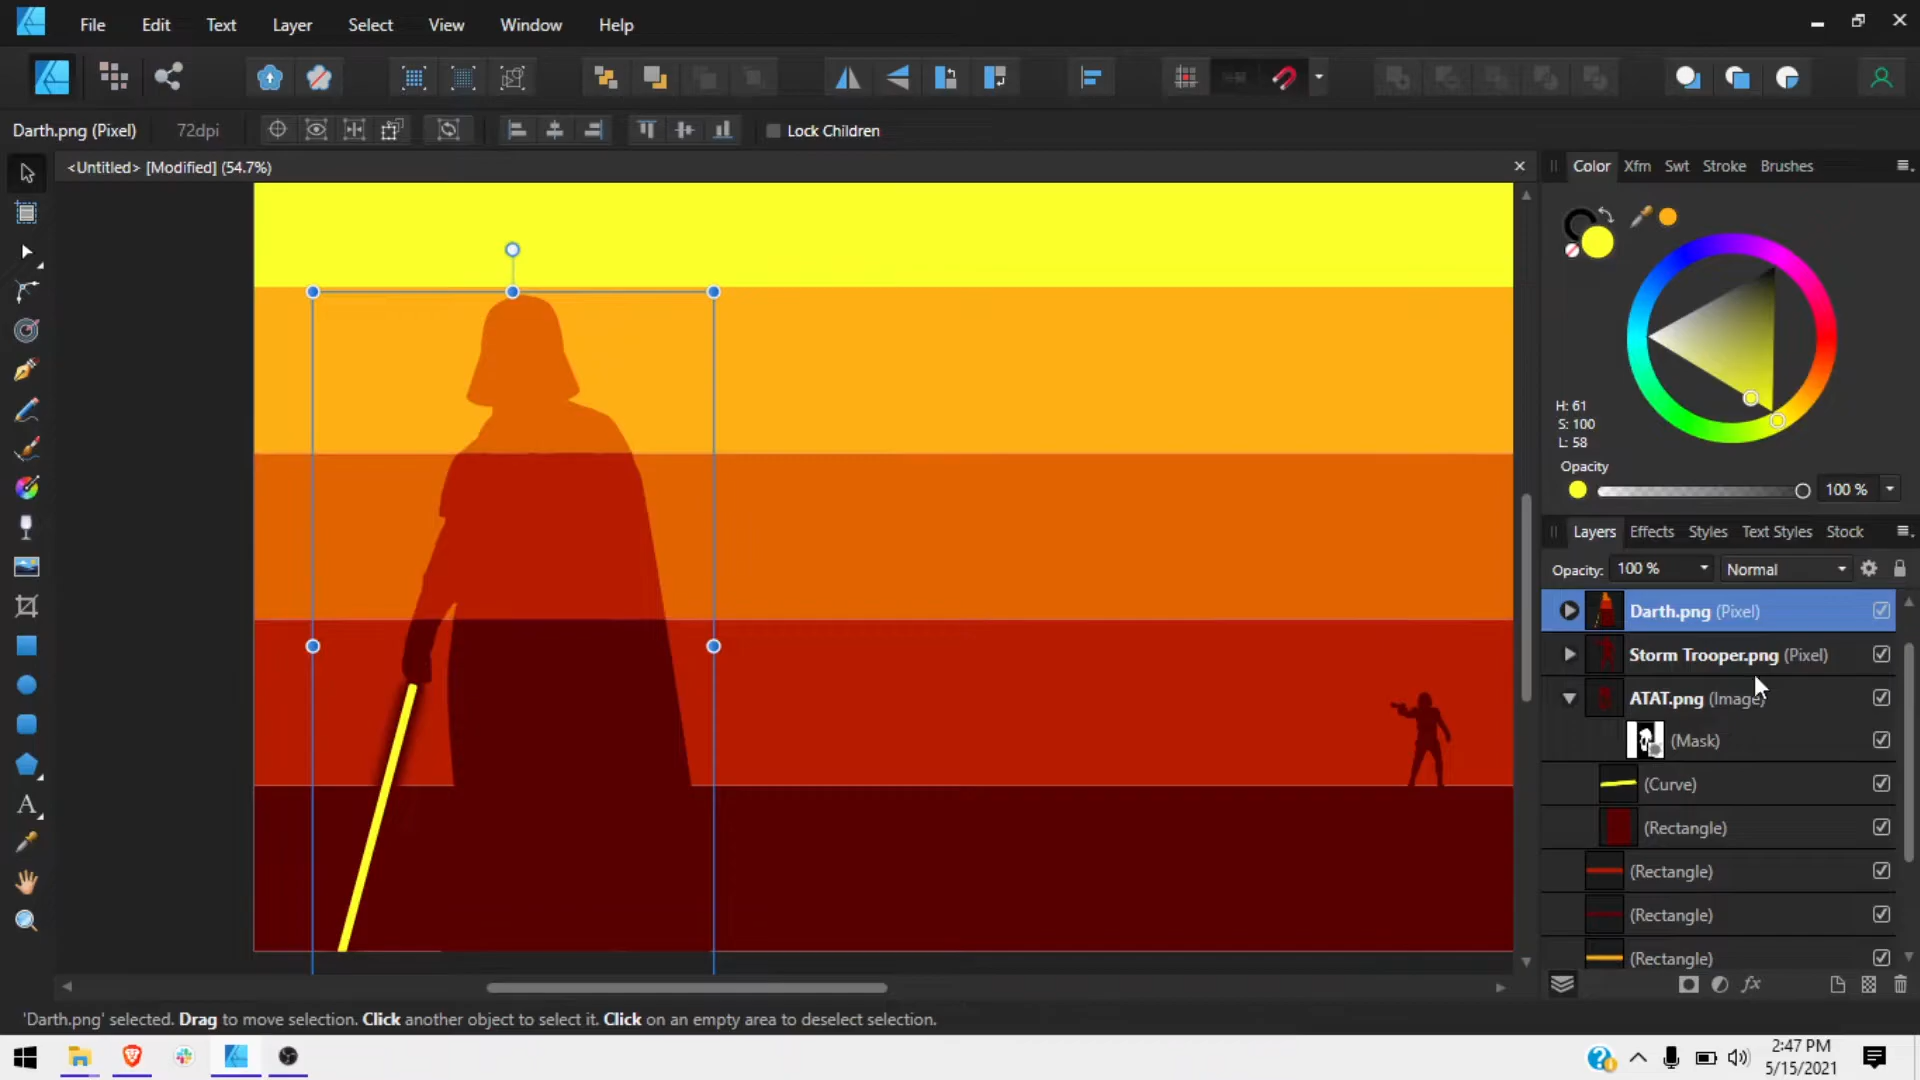 File Edit Text Layer Select View Window Help
Darth.png (Pixel) 72dpi Lock Children
<Untitled> [Modified] (54.7%)
Color Xfm Swt Stroke Brushes
H: 61
S: 100
L: 58
Opacity
100 %
Layers Effects Styles Text Styles Stock
Opacity: 100 % Normal
Darth.png (Pixel)
Storm Trooper.png (Pixel)
ATAT.png (Image)
(Mask)
(Curve)
(Rectangle)
(Rectangle)
(Rectangle)
(Rectangle)
'Darth.png' selected. Drag to move selection. Click another object to select it. Click on an empty area to deselect selection.
2:47 PM
5/15/2021